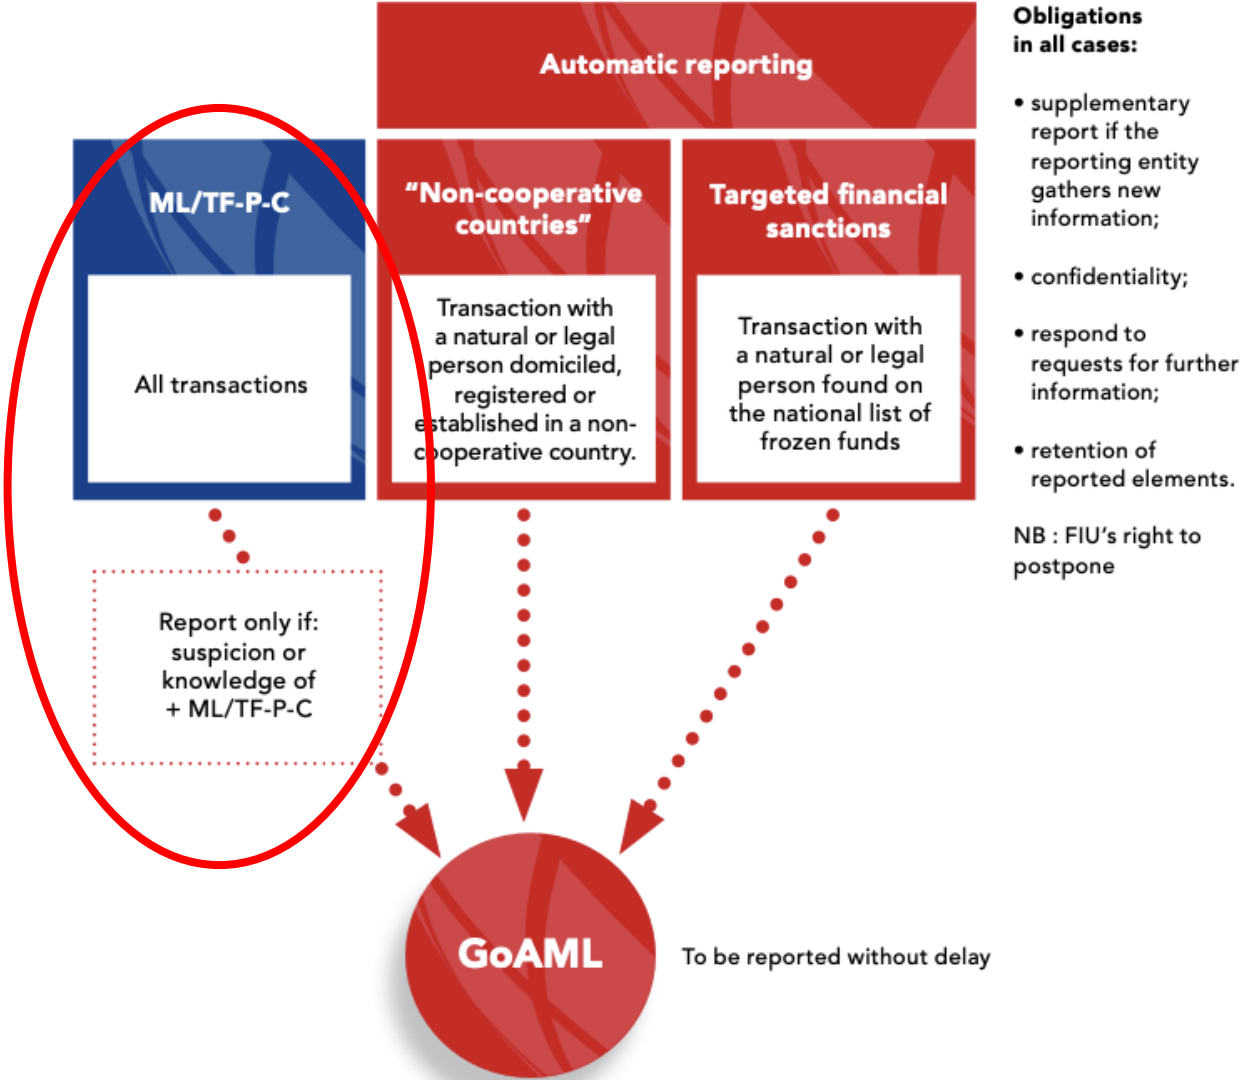 Automatic reporting
ML/TF-P-C
All transactions
Report only if:
suspicion or
knowledge of
+ ML/TF-P-C
"Non-cooperative
countries"
Transaction with
a natural or legal
person domiciled,
registered or
established in a non-
cooperative country.
Targeted financial
sanctions
Transaction with
a natural or legal
person found on
the national list of
frozen funds
GoAML
To be reported without delay
Obligations
in all cases:
• supplementary
report if the
reporting entity
gathers new
information;
• confidentiality;
• respond to
requests for further
information;
• retention of
reported elements.
NB : FIU's right to
postpone